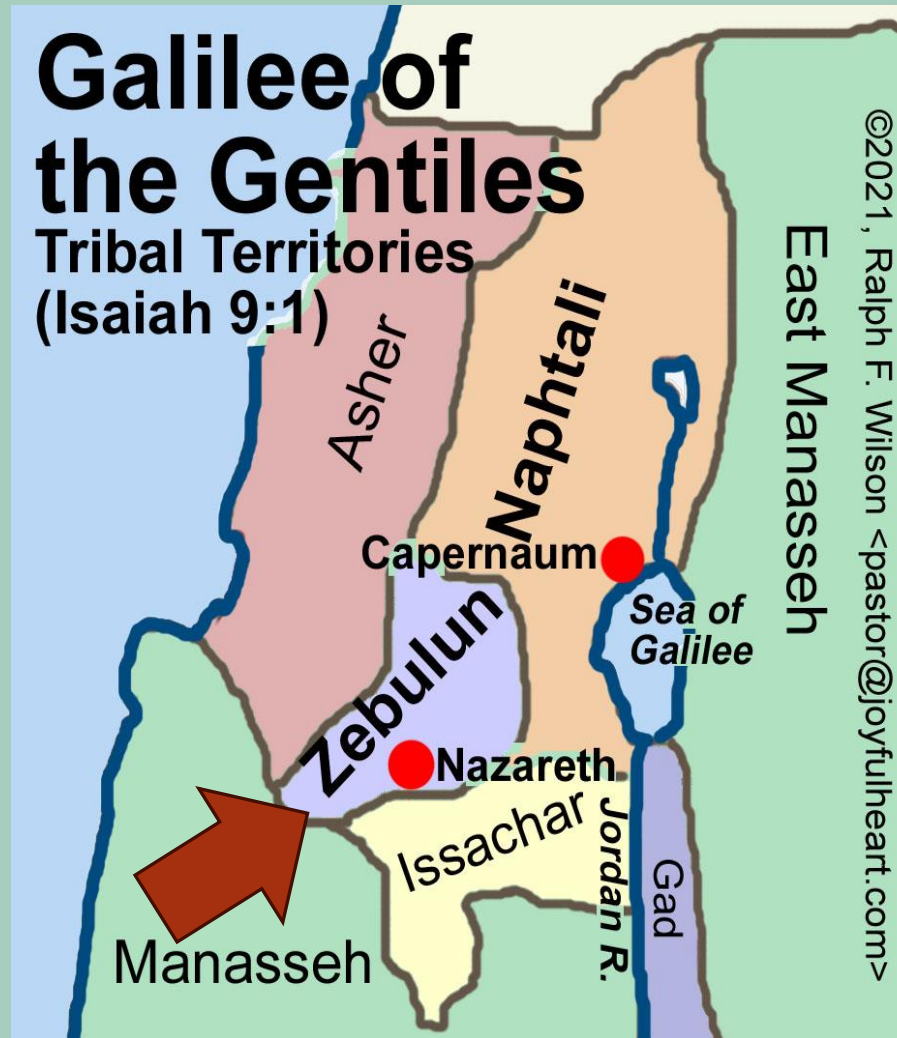 Galilee of
the Gentiles
Tribal Territories
(Isaiah 9:1)
Asher
Naphtali
East Manasseh
©2021, Ralph F. Wilson <pastor@joyfulheart.com>
Capernaum
Sea of
Galilee
Zebulun
Nazareth
Issachar
Jordan R.
Gad
Manasseh